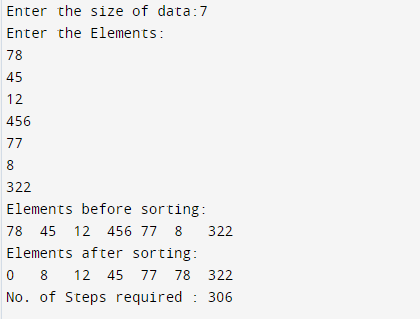 Enter the size of data:7
Enter the Elements:
78
45
12
456
77
8
322
Elements before sorting:
78 45 12 456 77 8 322
Elements after sorting:
0 8 12 45 77 78 322
No. of Steps required : 306